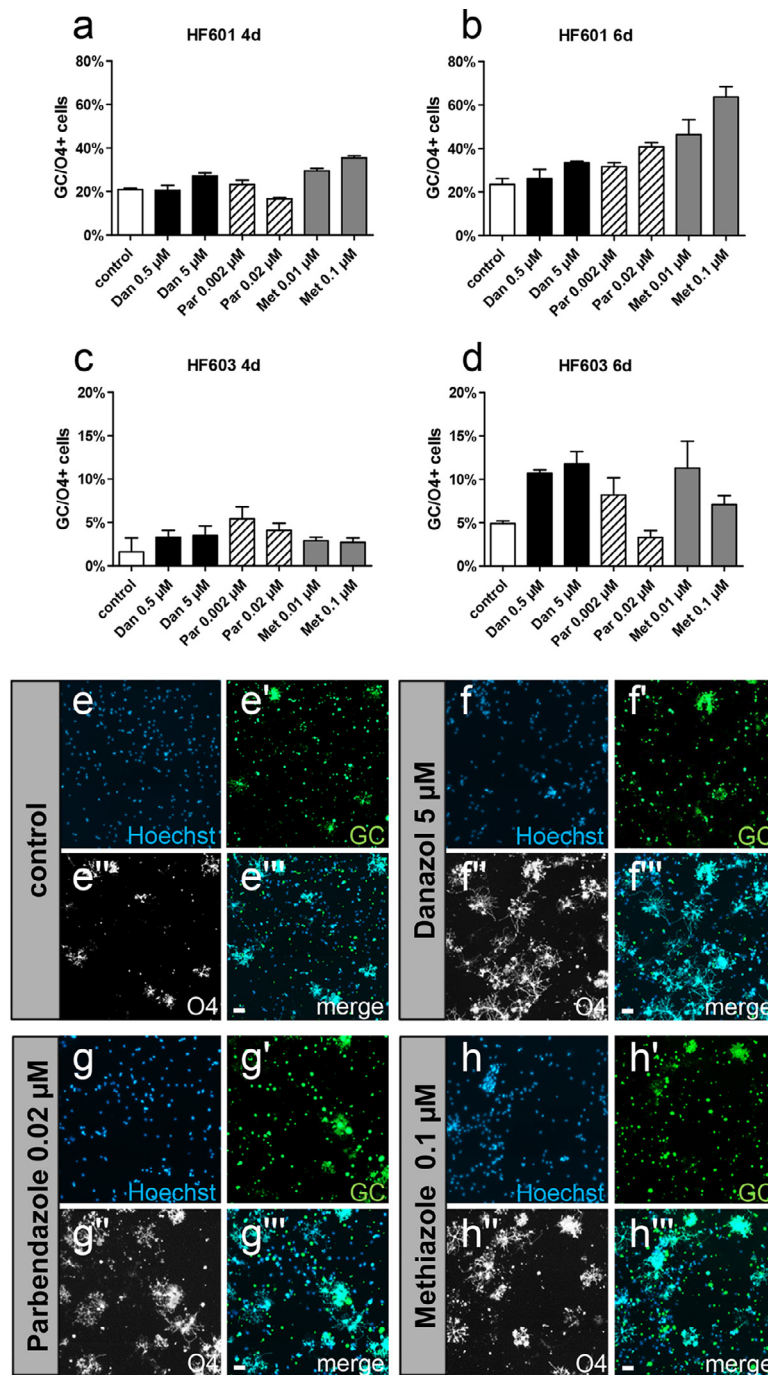 a
HF601 4d
80%
60%
40%
20%
0%
GC/O4+ cells
control
Dan 0.5 µM
Dan 5 µM
Par 0.002 µM
Par 0.02 µM
Met 0.01 µM
Met 0.1 µM
b
HF601 6d
80%
60%
40%
20%
0%
GC/O4+ cells
control
Dan 0.5 µM
Dan 5 µM
Par 0.002 µM
Par 0.02 µM
Met 0.01 µM
Met 0.1 µM
c
HF603 4d
20%
15%
10%
5%
0%
GC/O4+ cells
control
Dan 0.5 µM
Dan 5 µM
Par 0.002 µM
Par 0.02 µM
Met 0.01 µM
Met 0.1 µM
d
HF603 6d
20%
15%
10%
5%
0%
GC/O4+ cells
control
Dan 0.5 µM
Dan 5 µM
Par 0.002 µM
Par 0.02 µM
Met 0.01 µM
Met 0.1 µM
control
e
Hoechst
e'
GC
e''
O4
e'''
merge
Danazol 5 µM
f
Hoechst
f'
GC
f''
O4
f'''
merge
Parbendazole 0.02 µM
g
Hoechst
g'
GC
g''
O4
g'''
merge
Methiazole 0.1 µM
h
Hoechst
h'
GC
h''
O4
h'''
merge